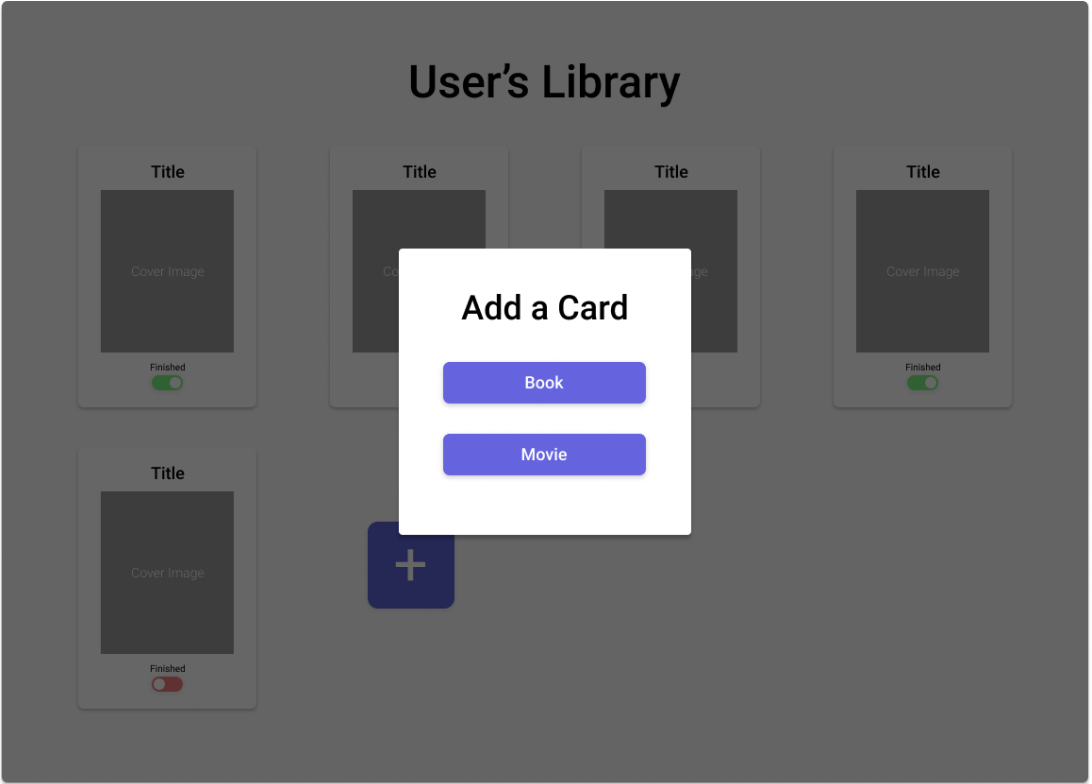 User’s Library
Title
Title
Title
Title
Cover Image
Cover Image
Add a Card
Book
Movie
Finished
Finished
Title
Cover Image
+
Finished